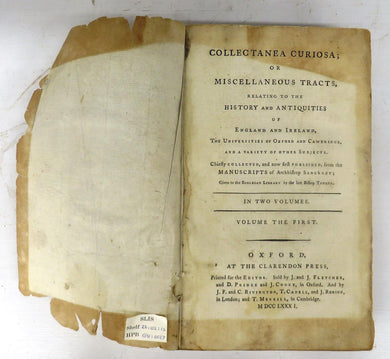 COLLECTANEA CURIOSA;
OR
MISCELLANEOUS TRACTS,
RELATING TO THE
HISTORY AND ANTIQUITIES
OF
ENGLAND AND IRELAND,
THE UNIVERSITIES OF OXFORD AND CAMBRIDGE,
AND A VARIETY OF OTHER SUBJECTS.
Chiefly COLLECTED, and now first PUBLISHED, from the
MANUSCRIPTS of Archbishop SANCROFT;
Given to the BODLEIAN LIBRARY by the late Bishop TANNER.
IN TWO VOLUMES.
VOLUME THE FIRST.
OXFORD,
AT THE CLARENDON PRESS,
Printed for the EDITOR. Sold by J. and J. FLETCHER,
and D. PRINCE and J. COOKE, in Oxford. And by
J. F. and C. RIVINGTON, T. CADELL, and J. ROBSON,
in London; and T. MERRILL, in Cambridge.
M DCC LXXX I.
SLIS
Shelf
HPB